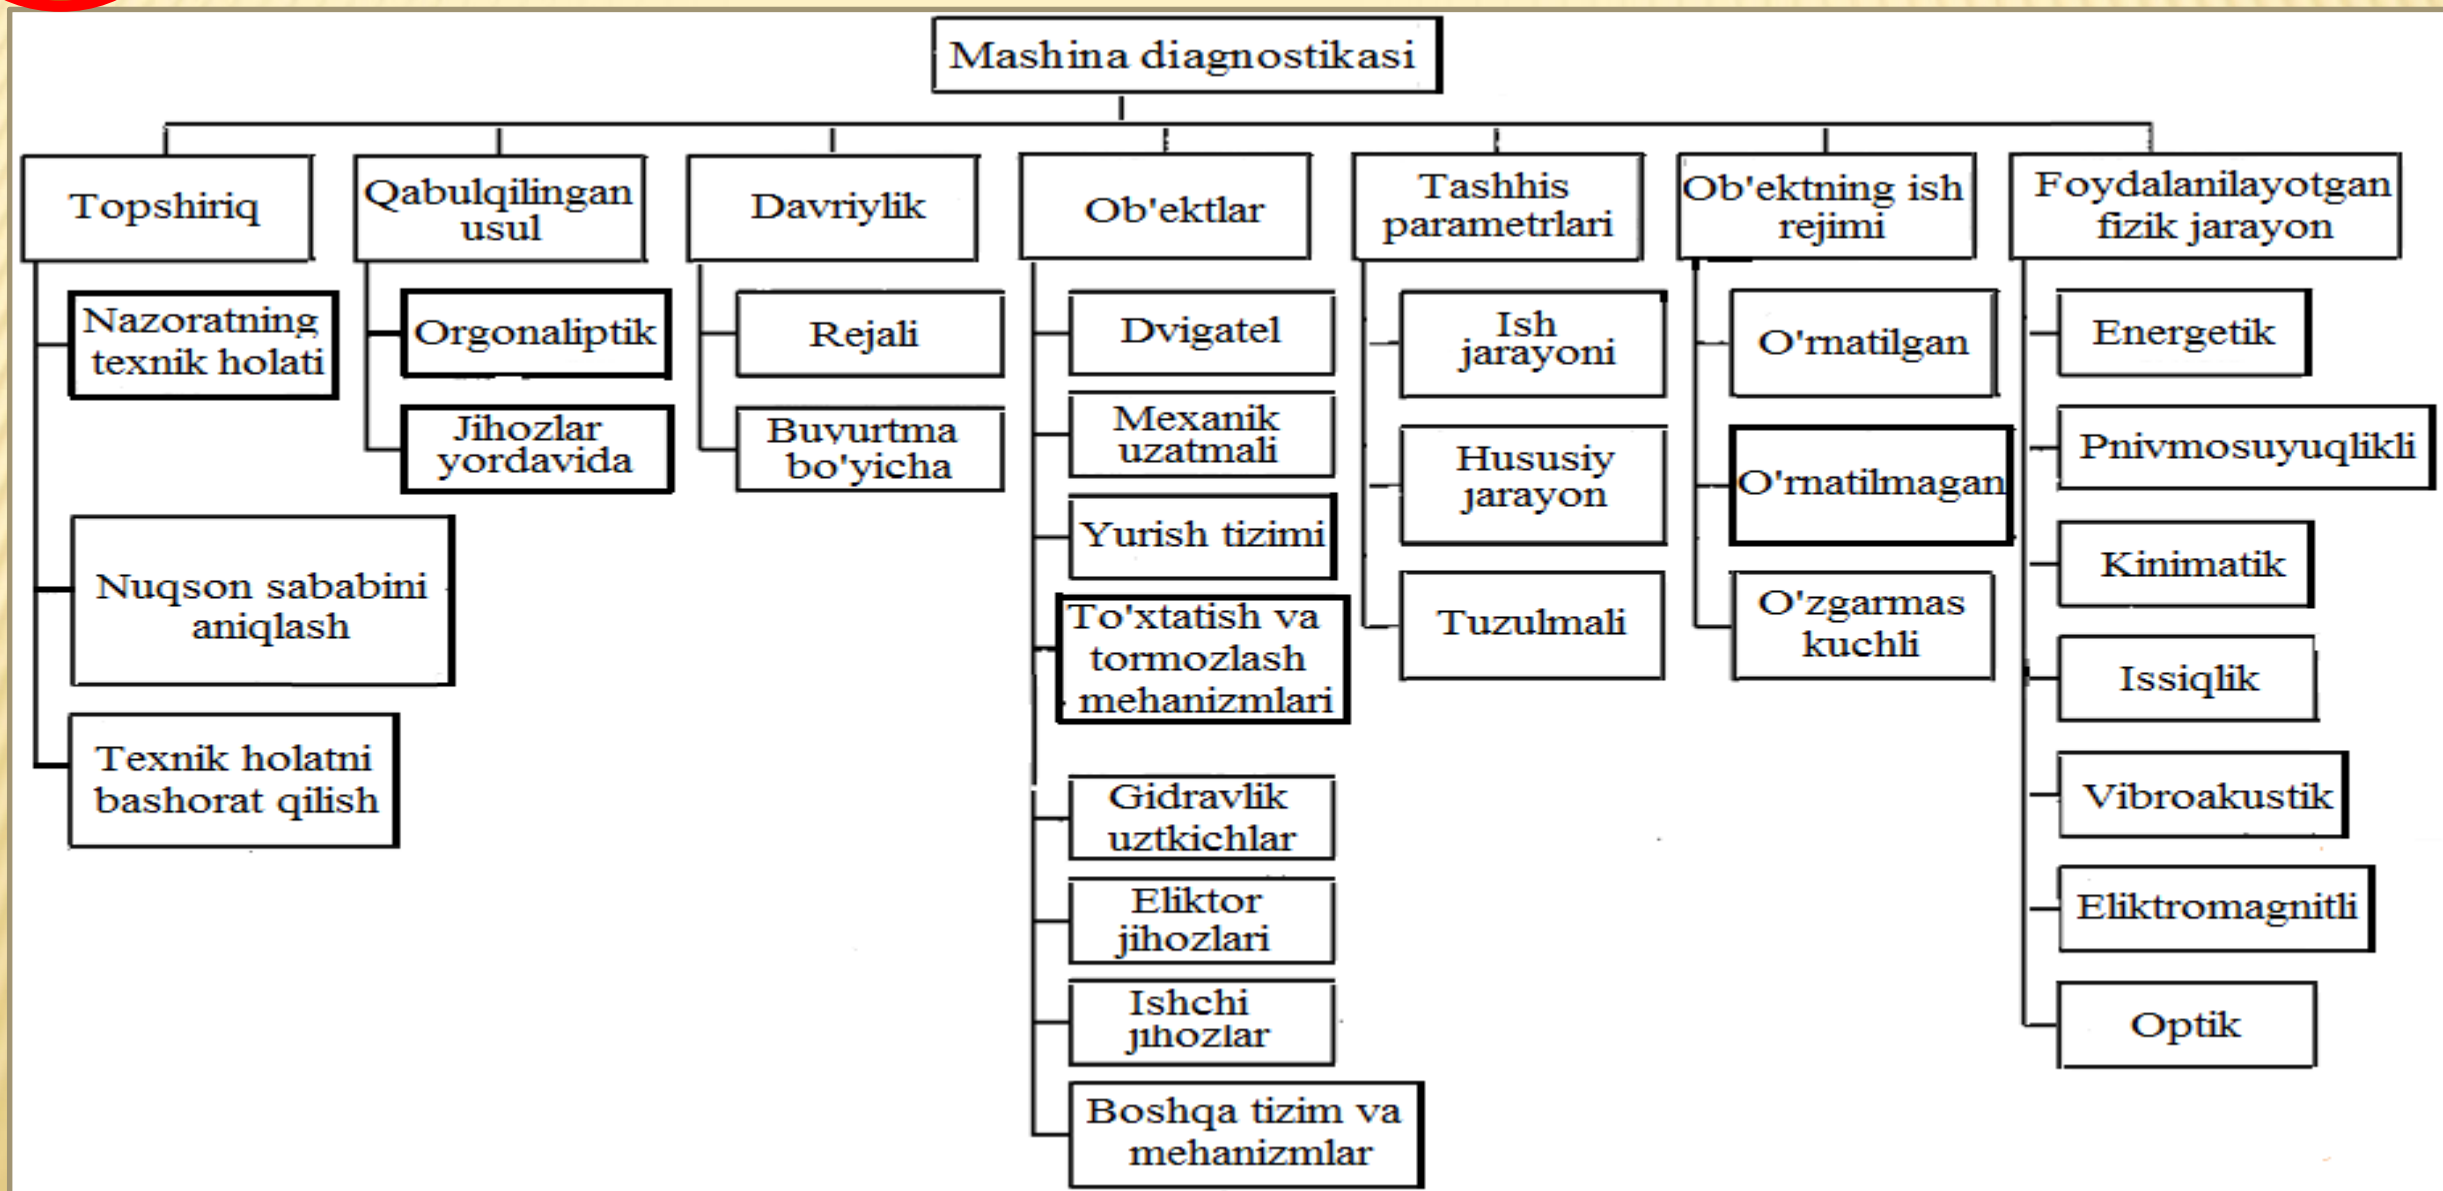 Mashina diagnostikasi
Topshiriq
Nazoratning
texnik holati
Nuqson sababini
aniqlash
Texnik holatni
bashorat qilish
Qabulqilingan
usul
Orgonaliptik
Jihozlar
yordavida
Davriylik
Rejali
Buvurtma
bo'yicha
Ob'ektlar
Dvigatel
Mexanik
uzatmali
Yurish tizimi
To'xtatish va
tormozlash
mehanizmlari
Gidravlik
uztkichlar
Eliktor
jihozlari
Ishchi
jihozlar
Boshqa tizim va
mehanizmlar
Tashhis
parametrlari
Ish
jarayoni
Hususiy
jarayon
Tuzulmali
Ob'ektning ish
rejimi
O'rnatilgan
O'rnatilmagan
O'zgarmas
kuchli
Foydalanilayotgan
fizik jarayon
Energetik
Pnivmosuyuqlikli
Kinimatik
Issiqlik
Vibroakustik
Eliktromagnitli
Optik